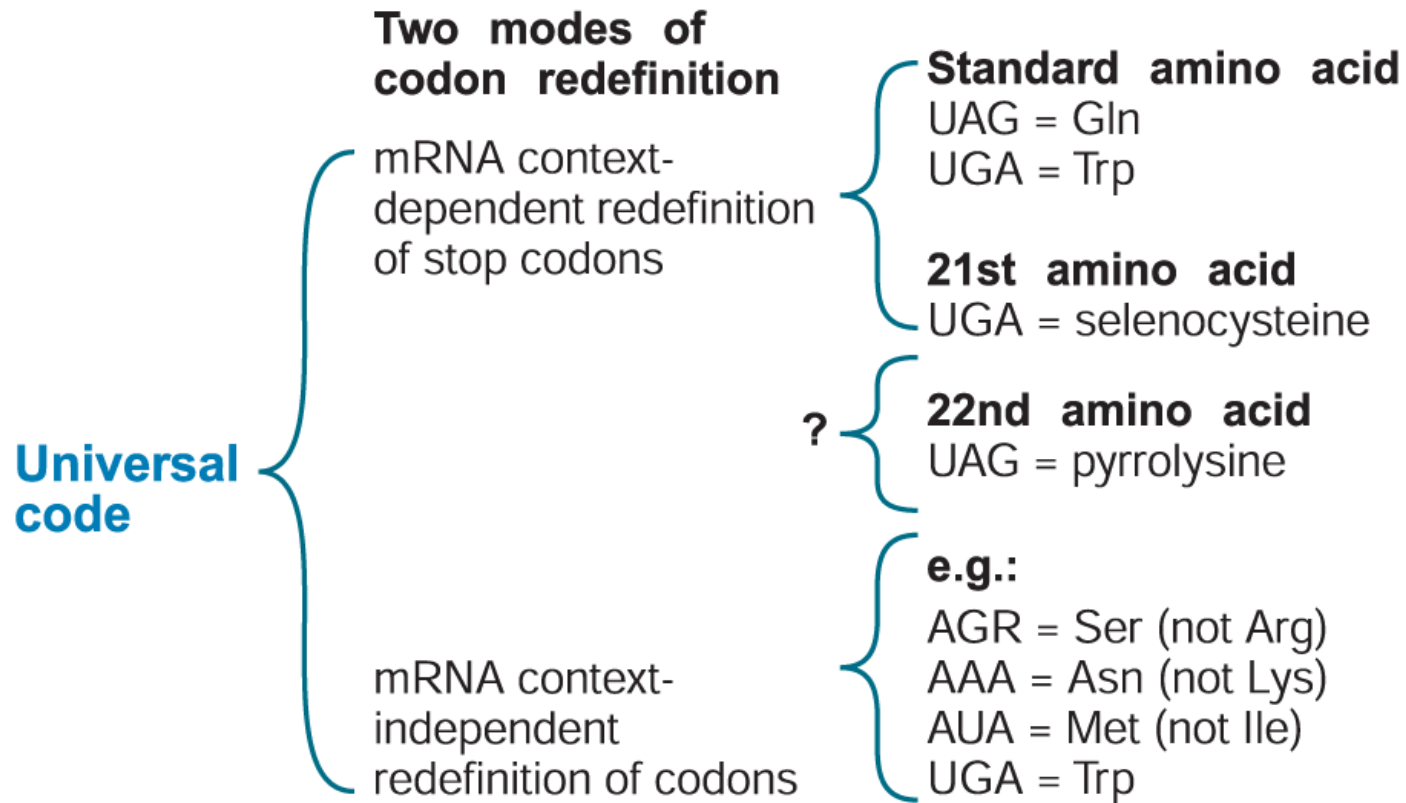 Universal
code
Two modes of
codon redefinition
mRNA context-
dependent redefinition
of stop codons
Standard amino acid
UAG = Gln
UGA = Trp
21st amino acid
UGA = selenocysteine
?
22nd amino acid
UAG = pyrrolysine
mRNA context-
independent
redefinition of codons
e.g.:
AGR = Ser (not Arg)
AAA = Asn (not Lys)
AUA = Met (not Ile)
UGA = Trp